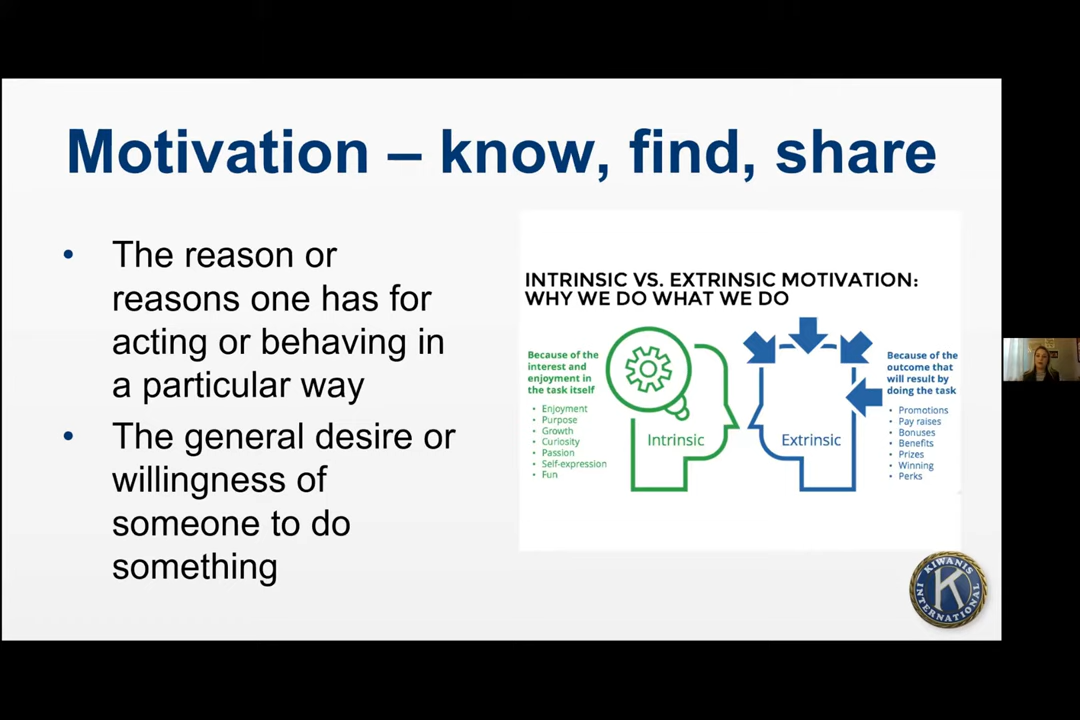 Motivation – know, find, share
• The reason or
reasons one has for
acting or behaving in
a particular way
• The general desire or
willingness of
someone to do
something
INTRINSIC VS. EXTRINSIC MOTIVATION:
WHY WE DO WHAT WE DO
Because of the
interest and
enjoyment in
the task itself
• Enjoyment
• Purpose
• Growth
• Curiosity
• Passion
• Self-expression
• Fun
Intrinsic
Extrinsic
Because of the
outcome that
will result by
doing the task
• Promotions
• Pay raises
• Bonuses
• Benefits
• Prizes
• Winning
• Perks
KIWANIS
K
INTERNATIONAL